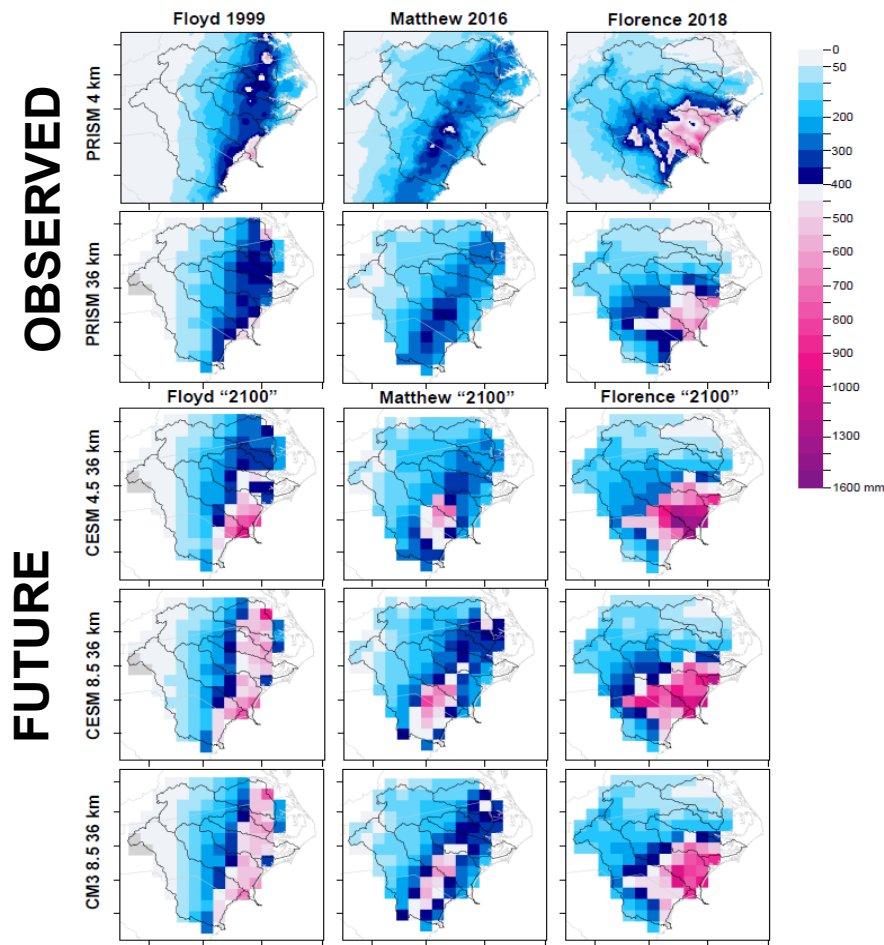 Floyd 1999 Matthew 2016 Florence 2018
OBSERVED
PRISM 4 km
PRISM 36 km
0
50
200
300
400
500
600
700
800
900
1000
1300
1600 mm
Floyd “2100” Matthew “2100” Florence “2100”
FUTURE
CESM 4.5 36 km
CESM 8.5 36 km
CM3 8.5 36 km